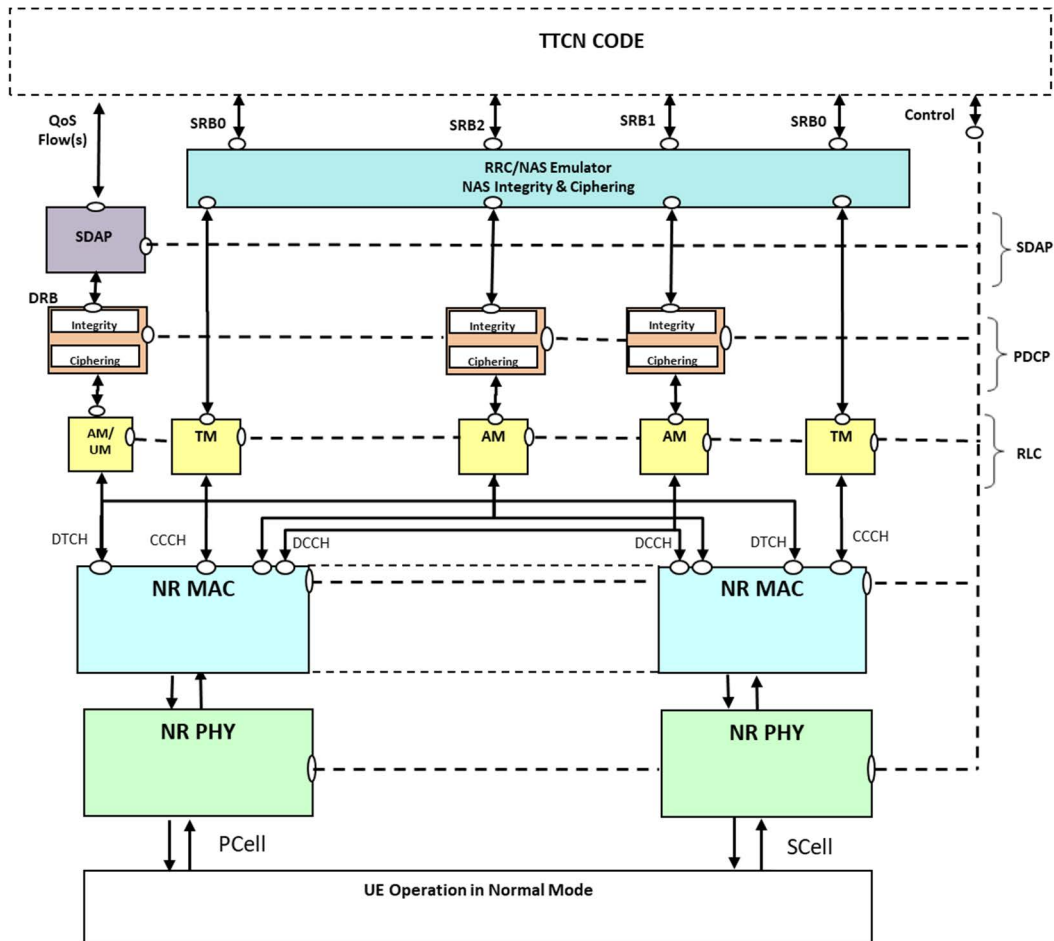 TTCN CODE
QoS
Flow(s)
SRB0
SRB2
SRB1
SRB0
Control
RRC/NAS Emulator
NAS Integrity & Ciphering
SDAP
SDAP
DRB
Integrity
Ciphering
Integrity
Ciphering
Integrity
Ciphering
PDCP
AM/
UM
TM
AM
AM
TM
RLC
DTCH
CCCH
DCCH
DCCH
DTCH
CCCH
NR MAC
NR MAC
NR PHY
NR PHY
PCell
SCell
UE Operation in Normal Mode